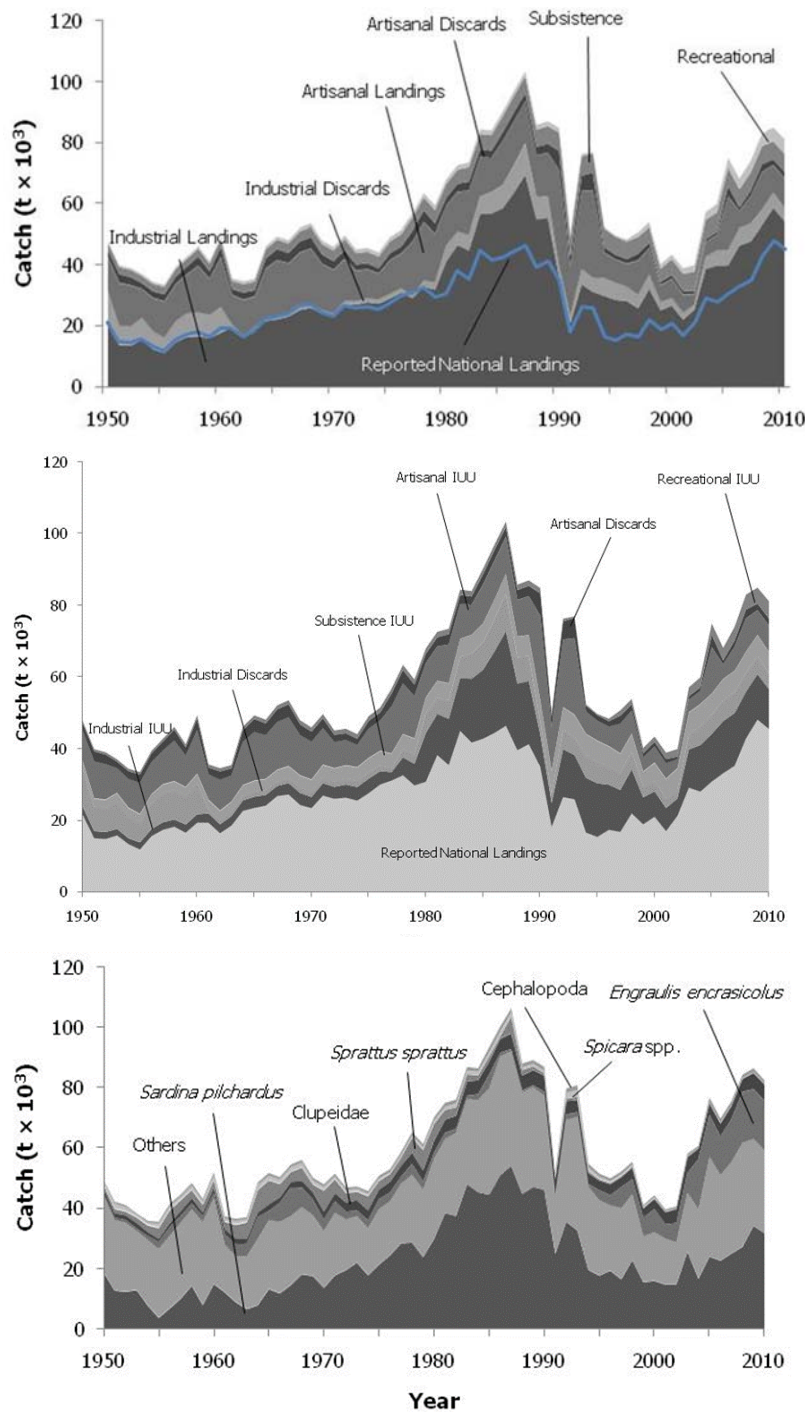 120
Artisanal Discards
Subsistence
100
Recreational
Artisanal Landings
80
Industrial Discards
60
Industrial Landings
40
20
Reported National Landings
0
Catch (t × 10³)
1950 1960 1970 1980 1990 2000 2010
120
Artisanal IUU
Recreational IUU
100
Artisanal Discards
80
Subsistence IUU
60
Industrial Discards
Industrial IUU
40
20
Reported National Landings
0
Catch (t × 10³)
1950 1960 1970 1980 1990 2000 2010
120
Cephalopoda
Engraulis encrasicolus
100
Sprattus sprattus
Spicara spp.
Sardina pilchardus
80
Clupeidae
60
Others
40
20
0
Catch (t × 10³)
1950 1960 1970 1980 1990 2000 2010
Year